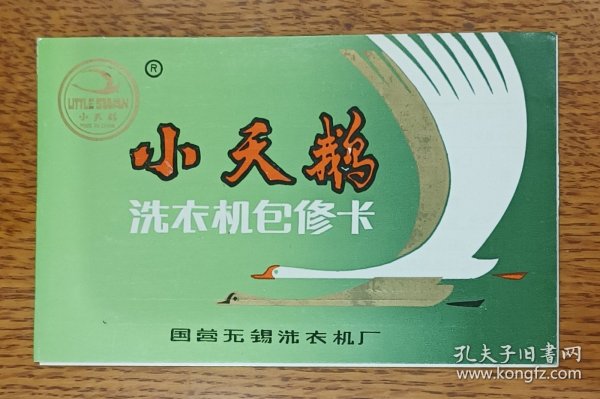 LITTLE SWAN
小天鹅
®
小天鹅
洗衣机包修卡
国营无锡洗衣机厂
孔夫子旧书网
www.kongfz.com